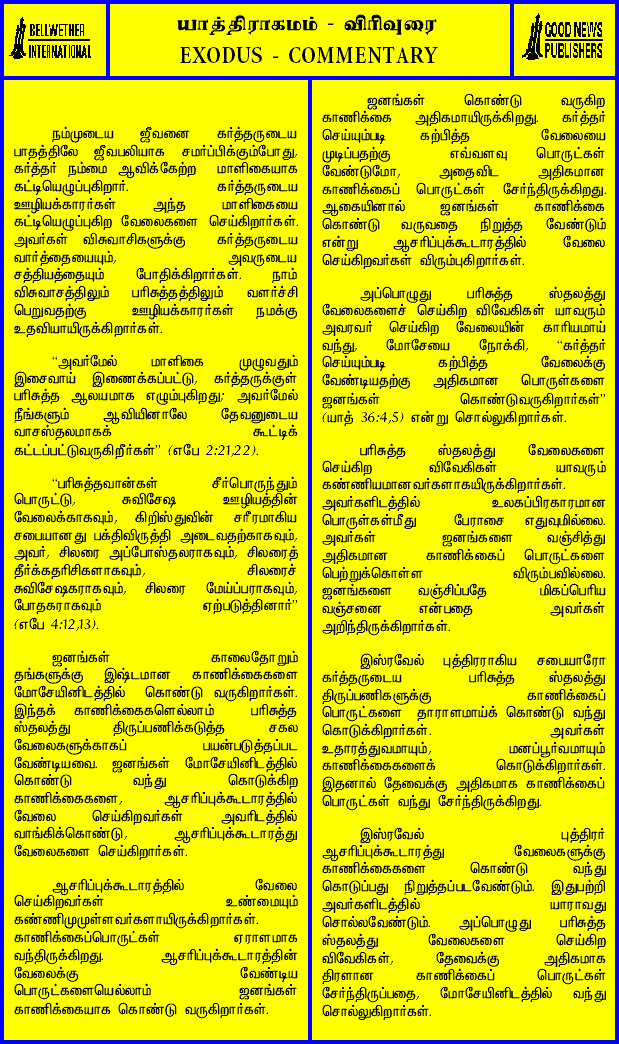 BELLWETHER
INTERNATIONAL
யாத்திராகமம் - விரிவுரை
EXODUS - COMMENTARY
GOOD NEWS
PUBLISHERS
நம்முடைய ஜீவனை கர்த்தருடைய
பாதத்திலே ஜீவபலியாக சமர்ப்பிக்கும்போது,
கர்த்தர் நம்மை ஆவிக்கேற்ற மாளிகையாக
கட்டியெழுப்புகிறார். கர்த்தருடைய
ஊழியக்காரர்கள் அந்த மாளிகையை
கட்டியெழுப்புகிற வேலைகளை செய்கிறார்கள்.
அவர்கள் விசுவாசிகளுக்கு கர்த்தருடைய
வார்த்தையையும், அவருடைய
சத்தியத்தையும் போதிக்கிறார்கள். நாம்
விசுவாசத்திலும் பரிசுத்தத்திலும் வளர்ச்சி
பெறுவதற்கு ஊழியக்காரர்கள் நமக்கு
உதவியாயிருக்கிறார்கள்.
“அவர்மேல் மாளிகை முழுவதும்
இசைவாய் இணைக்கப்பட்டு, கர்த்தருக்குள்
பரிசுத்த ஆலயமாக எழும்புகிறது; அவர்மேல்
நீங்களும் ஆவியினாலே தேவனுடைய
வாசஸ்தலமாகக் கூட்டிக்
கட்டப்பட்டுவருகிறீர்கள்” (எபே 2:21,22).
“பரிசுத்தவான்கள் சீர்பொருந்தும்
பொருட்டு, சுவிசேஷ ஊழியத்தின்
வேலைக்காகவும், கிறிஸ்துவின் சரீரமாகிய
சபையானது பக்திவிருத்தி அடைவதற்காகவும்,
அவர், சிலரை அப்போஸ்தலராகவும், சிலரைத்
தீர்க்கதரிசிகளாகவும், சிலரைச்
சுவிசேஷகராகவும், சிலரை மேய்ப்பராகவும்,
போதகராகவும் ஏற்படுத்தினார்”
(எபே 4:12,13).
ஜனங்கள் காலைதோறும்
தங்களுக்கு இஷ்டமான காணிக்கைகளை
மோசேயினிடத்தில் கொண்டு வருகிறார்கள்.
இந்தக் காணிக்கைகளெல்லாம் பரிசுத்த
ஸ்தலத்து திருப்பணிக்கடுத்த சகல
வேலைகளுக்காகப் பயன்படுத்தப்பட
வேண்டியவை. ஜனங்கள் மோசேயினிடத்தில்
கொண்டு வந்து கொடுக்கிற
காணிக்கைகளை, ஆசரிப்புக்கூடாரத்தில்
வேலை செய்கிறவர்கள் அவரிடத்தில்
வாங்கிக்கொண்டு, ஆசரிப்புக்கூடாரத்து
வேலைகளை செய்கிறார்கள்.
ஆசரிப்புக்கூடாரத்தில் வேலை
செய்கிறவர்கள் உண்மையும்
கண்ணிமுமுள்ளவர்களாயிருக்கிறார்கள்.
காணிக்கைப்பொருட்கள் ஏராளமாக
வந்திருக்கிறது. ஆசரிப்புக்கூடாரத்தின்
வேலைக்கு வேண்டிய
பொருட்களையெல்லாம் ஜனங்கள்
காணிக்கையாக கொண்டு வருகிறார்கள்.
ஜனங்கள் கொண்டு வருகிற
காணிக்கை அதிகமாயிருக்கிறது. கர்த்தர்
செய்யும்படி கற்பித்த வேலையை
முடிப்பதற்கு எவ்வளவு பொருட்கள்
வேண்டுமோ, அதைவிட அதிகமான
காணிக்கைப் பொருட்கள் சேர்ந்திருக்கிறது.
ஆகையினால் ஜனங்கள் காணிக்கை
கொண்டு வருவதை நிறுத்த வேண்டும்
என்று ஆசரிப்புக்கூடாரத்தில் வேலை
செய்கிறவர்கள் விரும்புகிறார்கள்.
அப்பொழுது பரிசுத்த ஸ்தலத்து
வேலைகளைச் செய்கிற விவேகிகள் யாவரும்
அவரவர் செய்கிற வேலையின் காரியமாய்
வந்து, மோசேயை நோக்கி, “கர்த்தர்
செய்யும்படி கற்பித்த வேலைக்கு
வேண்டியதற்கு அதிகமான பொருள்களை
ஜனங்கள் கொண்டுவருகிறார்கள்”
(யாத் 36:4,5) என்று சொல்லுகிறார்கள்.
பரிசுத்த ஸ்தலத்து வேலைகளை
செய்கிற விவேகிகள் யாவரும்
கண்ணியமானவர்களாகயிருக்கிறார்கள்.
அவர்களிடத்தில் உலகப்பிரகாரமான
பொருள்கள்மீது பேராசை எதுவுமில்லை.
அவர்கள் ஜனங்களை வஞ்சித்து
அதிகமான காணிக்கைப் பொருட்களை
பெற்றுக்கொள்ள விரும்பவில்லை.
ஜனங்களை வஞ்சிப்பதே மிகப்பெரிய
வஞ்சனை என்பதை அவர்கள்
அறிந்திருக்கிறார்கள்.
இஸ்ரவேல் புத்திரராகிய சபையாரோ
கர்த்தருடைய பரிசுத்த ஸ்தலத்து
திருப்பணிகளுக்கு காணிக்கைப்
பொருட்களை தாராளமாய்க் கொண்டு வந்து
கொடுக்கிறார்கள். அவர்கள்
உதாரத்துவமாயும், மனப்பூர்வமாயும்
காணிக்கைகளைக் கொடுக்கிறார்கள்.
இதனால் தேவைக்கு அதிகமாக காணிக்கைப்
பொருட்கள் வந்து சேர்ந்திருக்கிறது.
இஸ்ரவேல் புத்திரர்
ஆசரிப்புக்கூடாரத்து வேலைகளுக்கு
காணிக்கைகளை கொண்டு வந்து
கொடுப்பது நிறுத்தப்படவேண்டும். இதுபற்றி
அவர்களிடத்தில் யாராவது
சொல்லவேண்டும். அப்பொழுது பரிசுத்த
ஸ்தலத்து வேலைகளை செய்கிற
விவேகிகள், தேவைக்கு அதிகமாக
திரளான காணிக்கைப் பொருட்கள்
சேர்ந்திருப்பதை, மோசேயினிடத்தில் வந்து
சொல்லுகிறார்கள்.